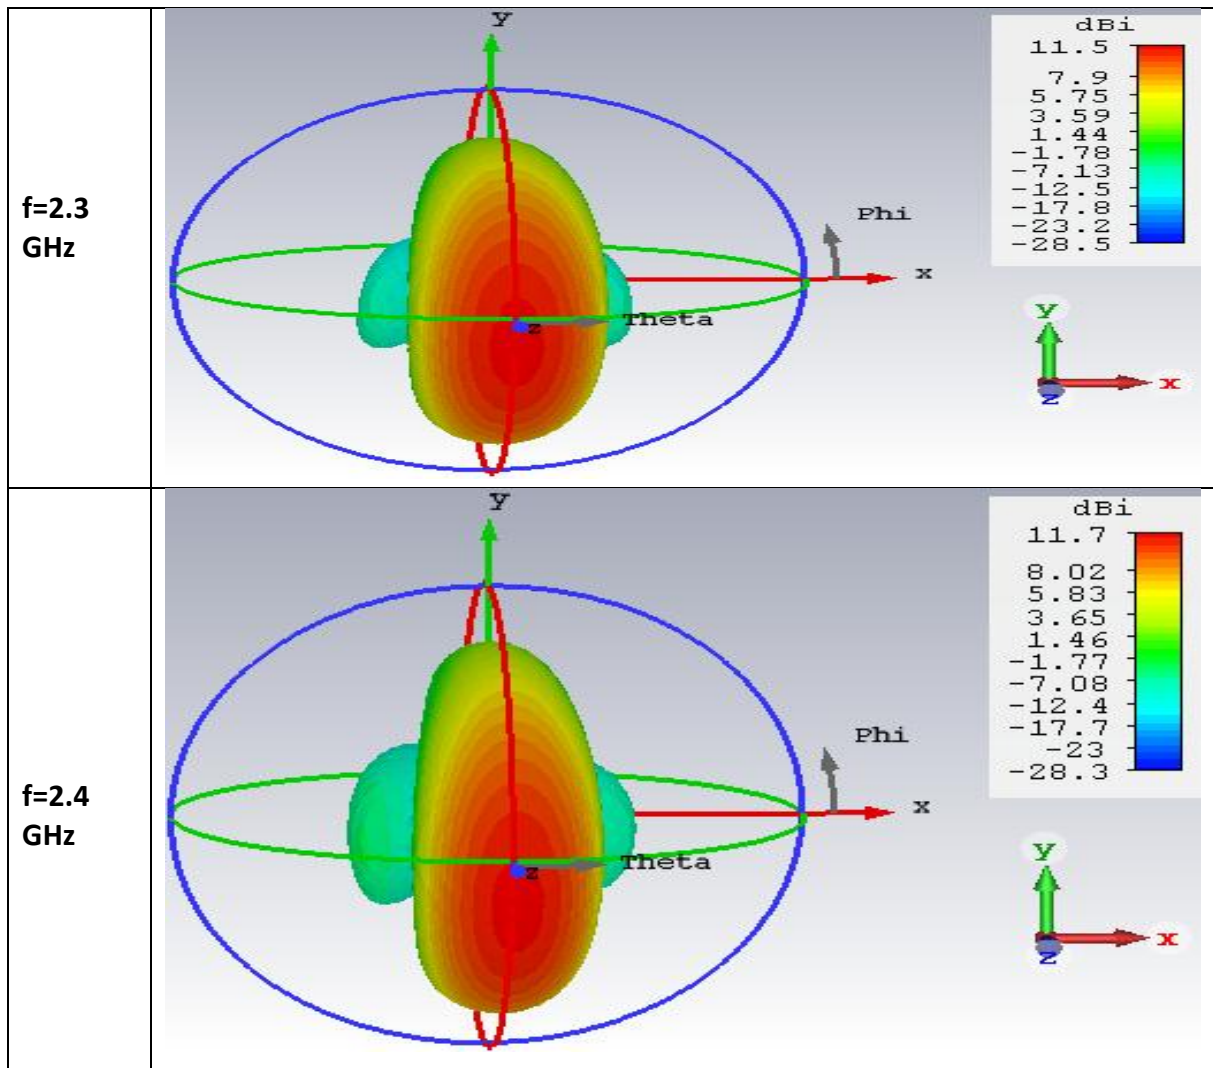 f=2.3
GHz
y
Phi
x
Theta
z
dBi
11.5
7.9
5.75
3.59
1.44
-1.78
-7.13
-12.5
-17.8
-23.2
-28.5
y
x
z
f=2.4
GHz
y
Phi
x
Theta
z
dBi
11.7
8.02
5.83
3.65
1.46
-1.77
-7.08
-12.4
-17.7
-23
-28.3
y
x
z